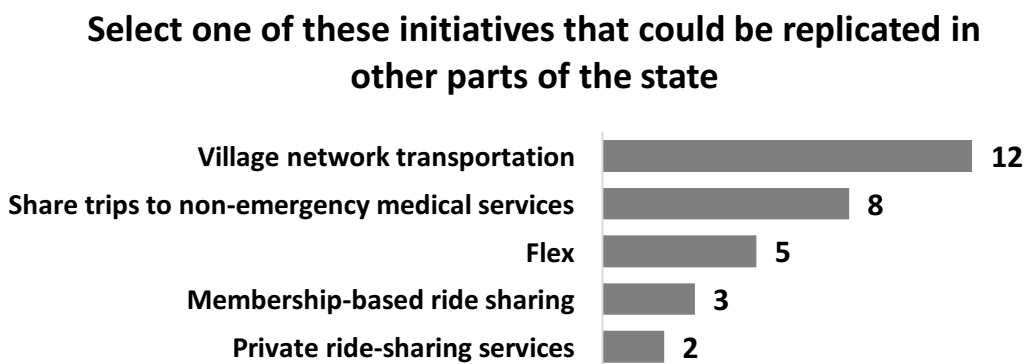 Select one of these initiatives that could be replicated in
other parts of the state
Village network transportation 12
Share trips to non-emergency medical services 8
Flex 5
Membership-based ride sharing 3
Private ride-sharing services 2